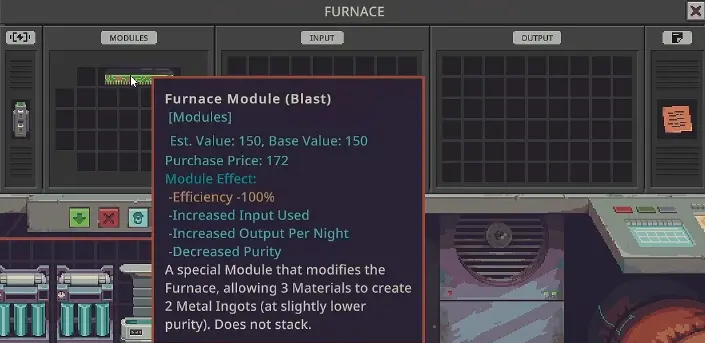 FURNACE
MODULES
INPUT
OUTPUT
Furnace Module (Blast)
[Modules]
Est. Value: 150, Base Value: 150
Purchase Price: 172
Module Effect:
-Efficiency -100%
-Increased Input Used
-Increased Output Per Night
-Decreased Purity
A special Module that modifies the
Furnace, allowing 3 Materials to create
2 Metal Ingots (at slightly lower
purity). Does not stack.